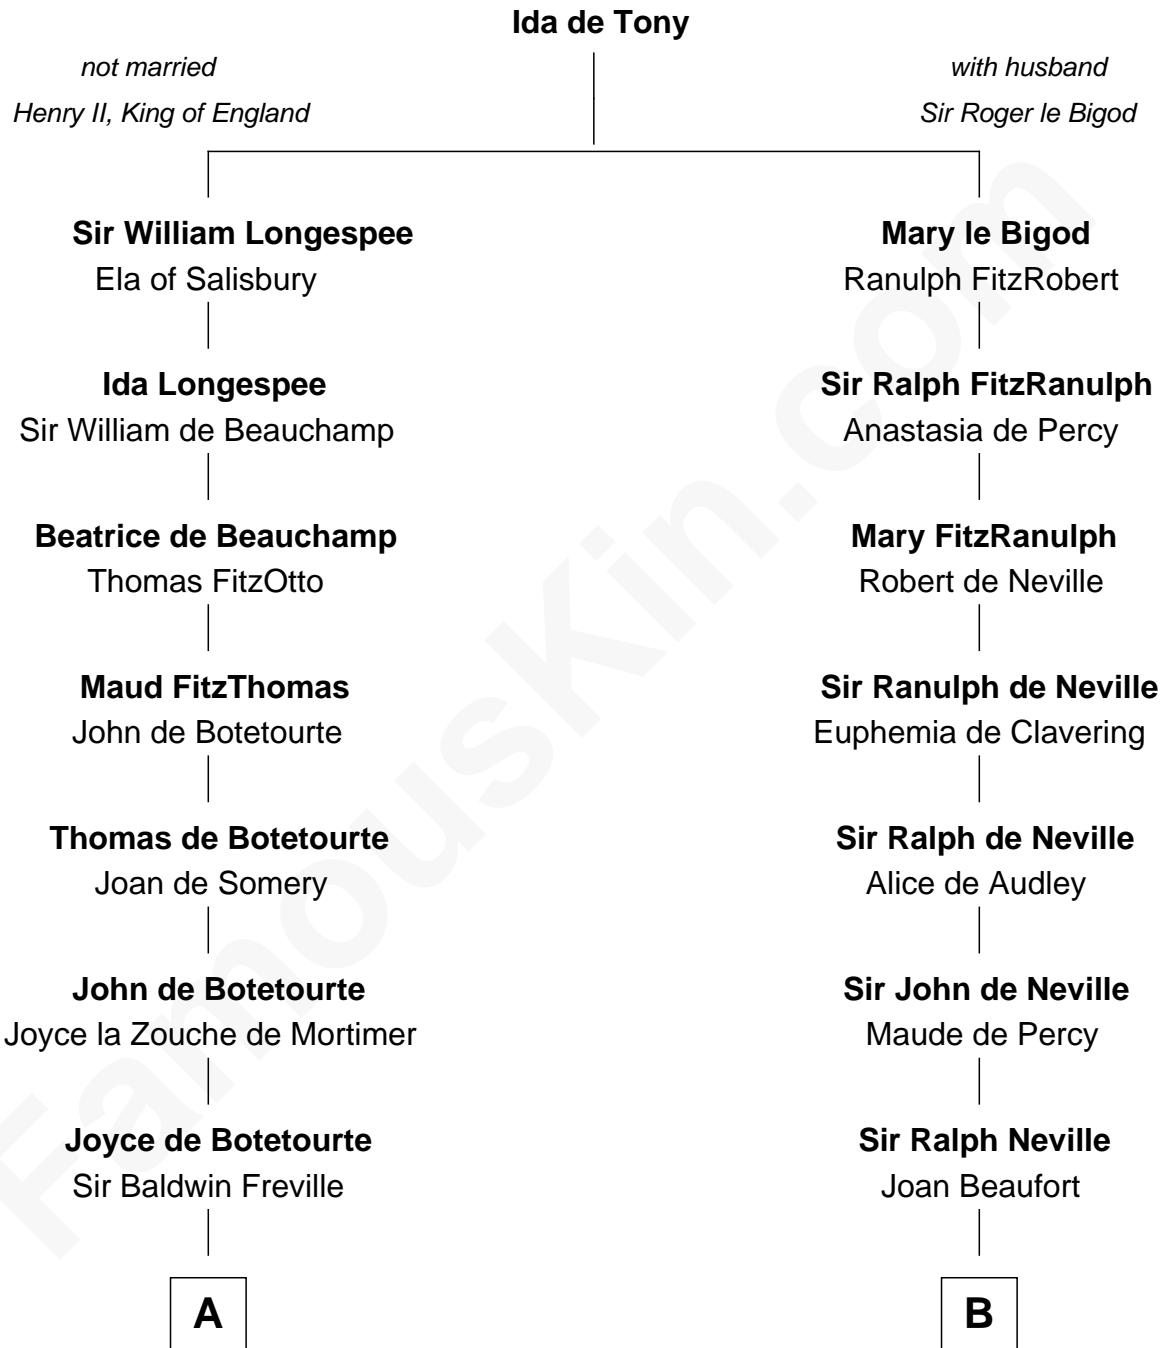 Ida de Tony
not married
Henry II, King of England
with husband
Sir Roger le Bigod
Sir William Longespee
Ela of Salisbury
Mary le Bigod
Ranulph FitzRobert
Ida Longespee
Sir William de Beauchamp
Sir Ralph FitzRanulph
Anastasia de Percy
Beatrice de Beauchamp
Thomas FitzOtto
Mary FitzRanulph
Robert de Neville
Maud FitzThomas
John de Botetourte
Sir Ranulph de Neville
Euphemia de Clavering
Thomas de Botetourte
Joan de Somery
Sir Ralph de Neville
Alice de Audley
John de Botetourte
Joyce la Zouche de Mortimer
Sir John de Neville
Maude de Percy
Joyce de Botetourte
Sir Baldwin Freville
Sir Ralph Neville
Joan Beaufort
A
B
FamousKin.com